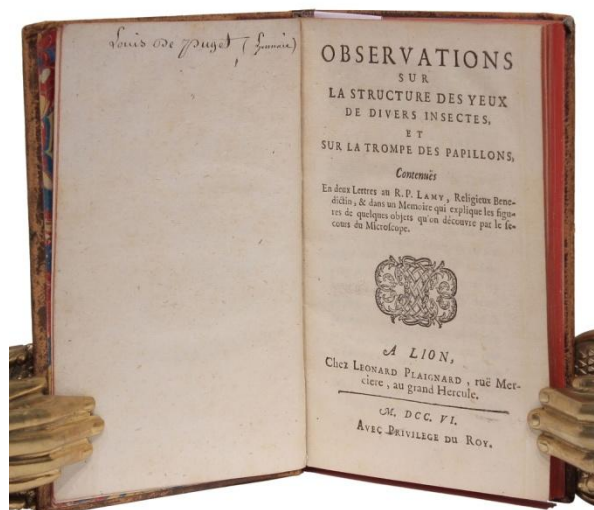 Louis de Puget
OBSERVATIONS
SUR
LA STRUCTURE DES YEUX
DE DIVERS INSECTES,
ET
SUR LA TROMPE DES PAPILLONS,
Contenuës
En deux Lettres au R. P. LAMY, Religieux Bene-
dictin, & dans un Memoire qui explique les figu-
res de quelques objets qu'on découvre par le se-
cours du Microscope.
A LION,
Chez LEONARD PLAIGNARD, ruë Mer-
ciere, au grand Hercule.
M. DCC. VI.
AVEC PRIVILEGE DU ROY.